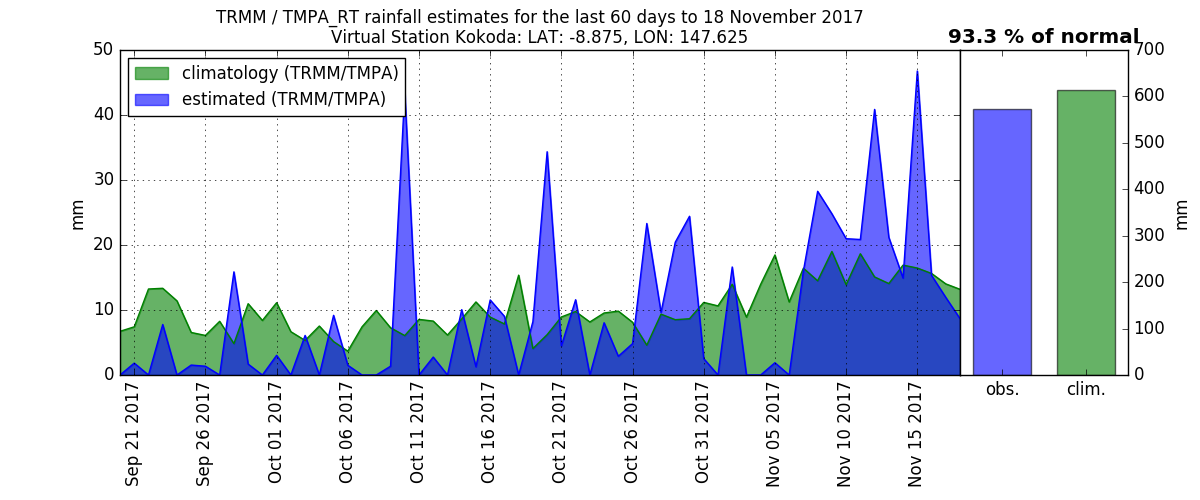 TRMM / TMPA_RT rainfall estimates for the last 60 days to 18 November 2017
Virtual Station Kokoda: LAT: -8.875, LON: 147.625
93.3 % of normal
climatology (TRMM/TMPA)
estimated (TRMM/TMPA)
50
40
30
20
10
0
mm
700
600
500
400
300
200
100
0
mm
Sep 21 2017
Sep 26 2017
Oct 01 2017
Oct 06 2017
Oct 11 2017
Oct 16 2017
Oct 21 2017
Oct 26 2017
Oct 31 2017
Nov 05 2017
Nov 10 2017
Nov 15 2017
obs.
clim.